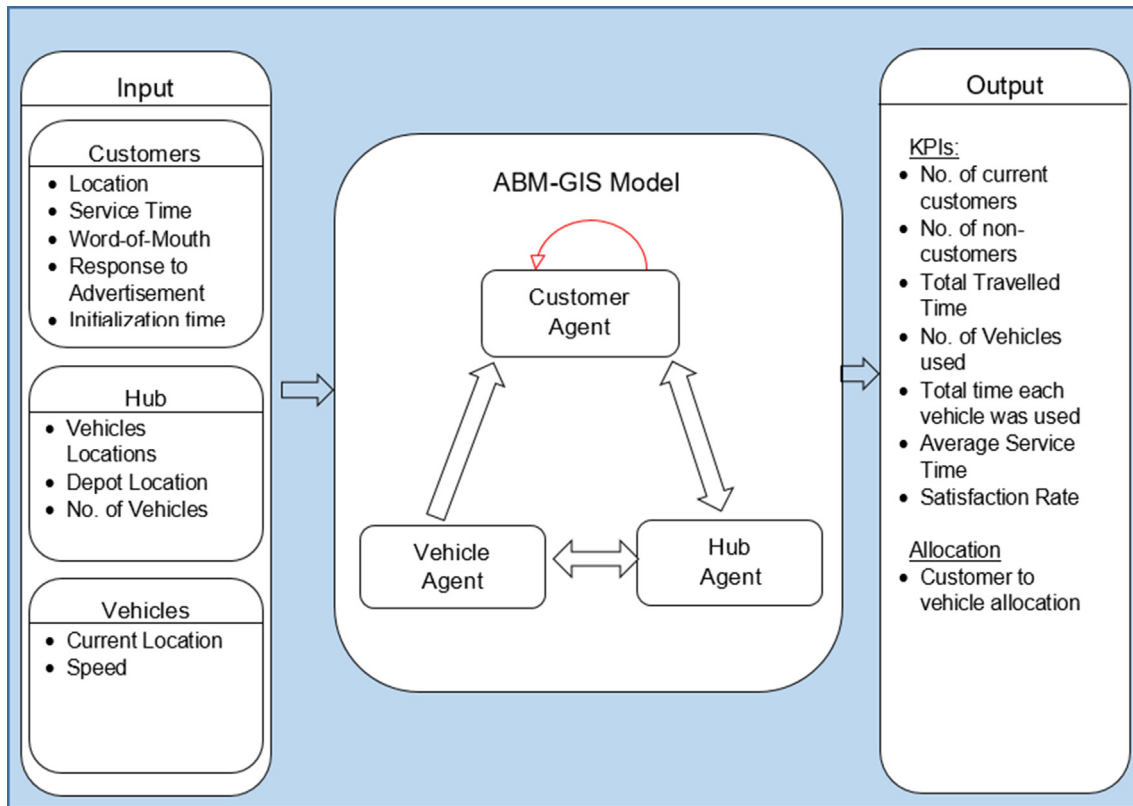 Input
Customers
• Location
• Service Time
• Word-of-Mouth
• Response to
Advertisement
• Initialization time
Hub
• Vehicles
Locations
• Depot Location
• No. of Vehicles
Vehicles
• Current Location
• Speed
ABM-GIS Model
Customer
Agent
Vehicle
Agent
Hub
Agent
Output
KPIs:
• No. of current
customers
• No. of non-
customers
• Total Travelled
Time
• No. of Vehicles
used
• Total time each
vehicle was used
• Average Service
Time
• Satisfaction Rate
Allocation
• Customer to
vehicle allocation